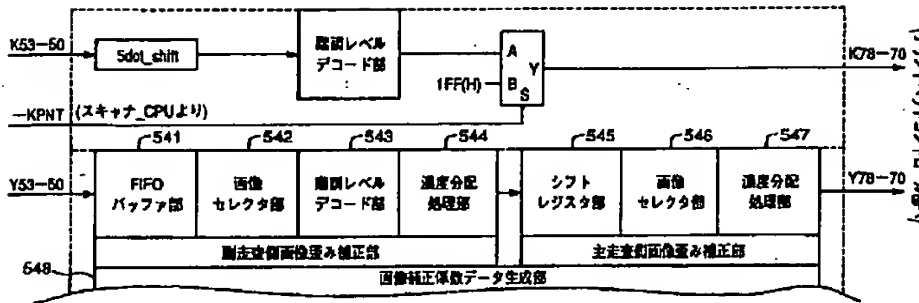 K53-50
5dot_shift
階調レベル
デコード部
:
A
B
Y
S
1FF(H)
K78-70
-KPNT
(スキャナ_CPUより)
541
542
543
544
545
546
547
Y53-50
FIFO
バッファ部
画像
セレクタ部
階調レベル
デコード部
濃度分配
処理部
シフト
レジスタ部
画像
セレクタ部
濃度分配
処理部
Y78-70
副走査側画像歪み補正部
主走査側画像歪み補正部
548
画像補正係数データ生成部